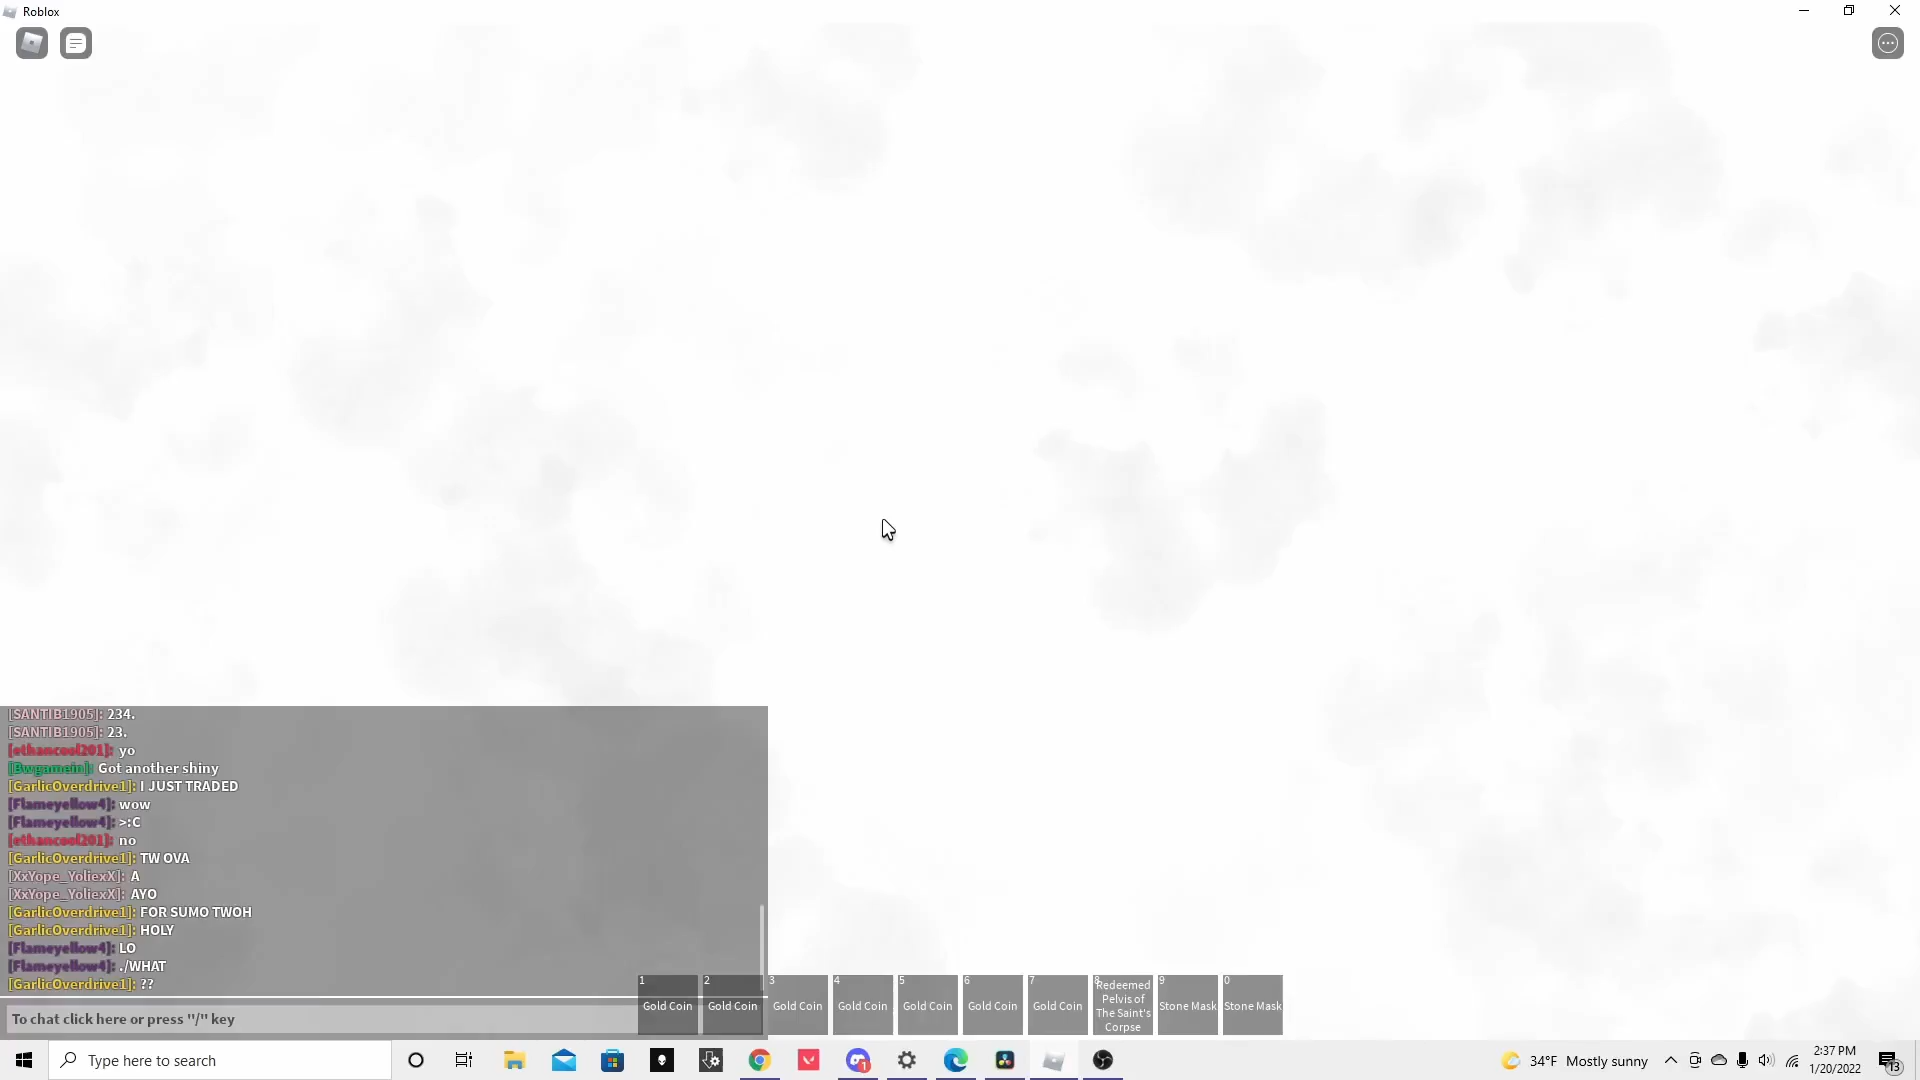 Roblox
[SANTIB1905]: 234.
[SANTIB1905]: 23.
[ethancool201]: yo
[Bwgamein]: Got another shiny
[GarlicOverdrive1]: I JUST TRADED
[Flameyellow4]: wow
[Flameyellow4]: >:C
[ethancool201]: no
[GarlicOverdrive1]: TW OVA
[XxYope_YoliexX]: A
[XxYope_YoliexX]: AYO
[GarlicOverdrive1]: FOR SUMO TWOH
[GarlicOverdrive1]: HOLY
[Flameyellow4]: LO
[Flameyellow4]: ./WHAT
[GarlicOverdrive1]: ??
To chat click here or press "/" key
1 Gold Coin
2 Gold Coin
3 Gold Coin
4 Gold Coin
5 Gold Coin
6 Gold Coin
7 Gold Coin
8
Redeemed
Pelvis of
The Saint's
Corpse
9 Stone Mask
0 Stone Mask
Type here to search
1
34°F Mostly sunny
2:37 PM
1/20/2022
13